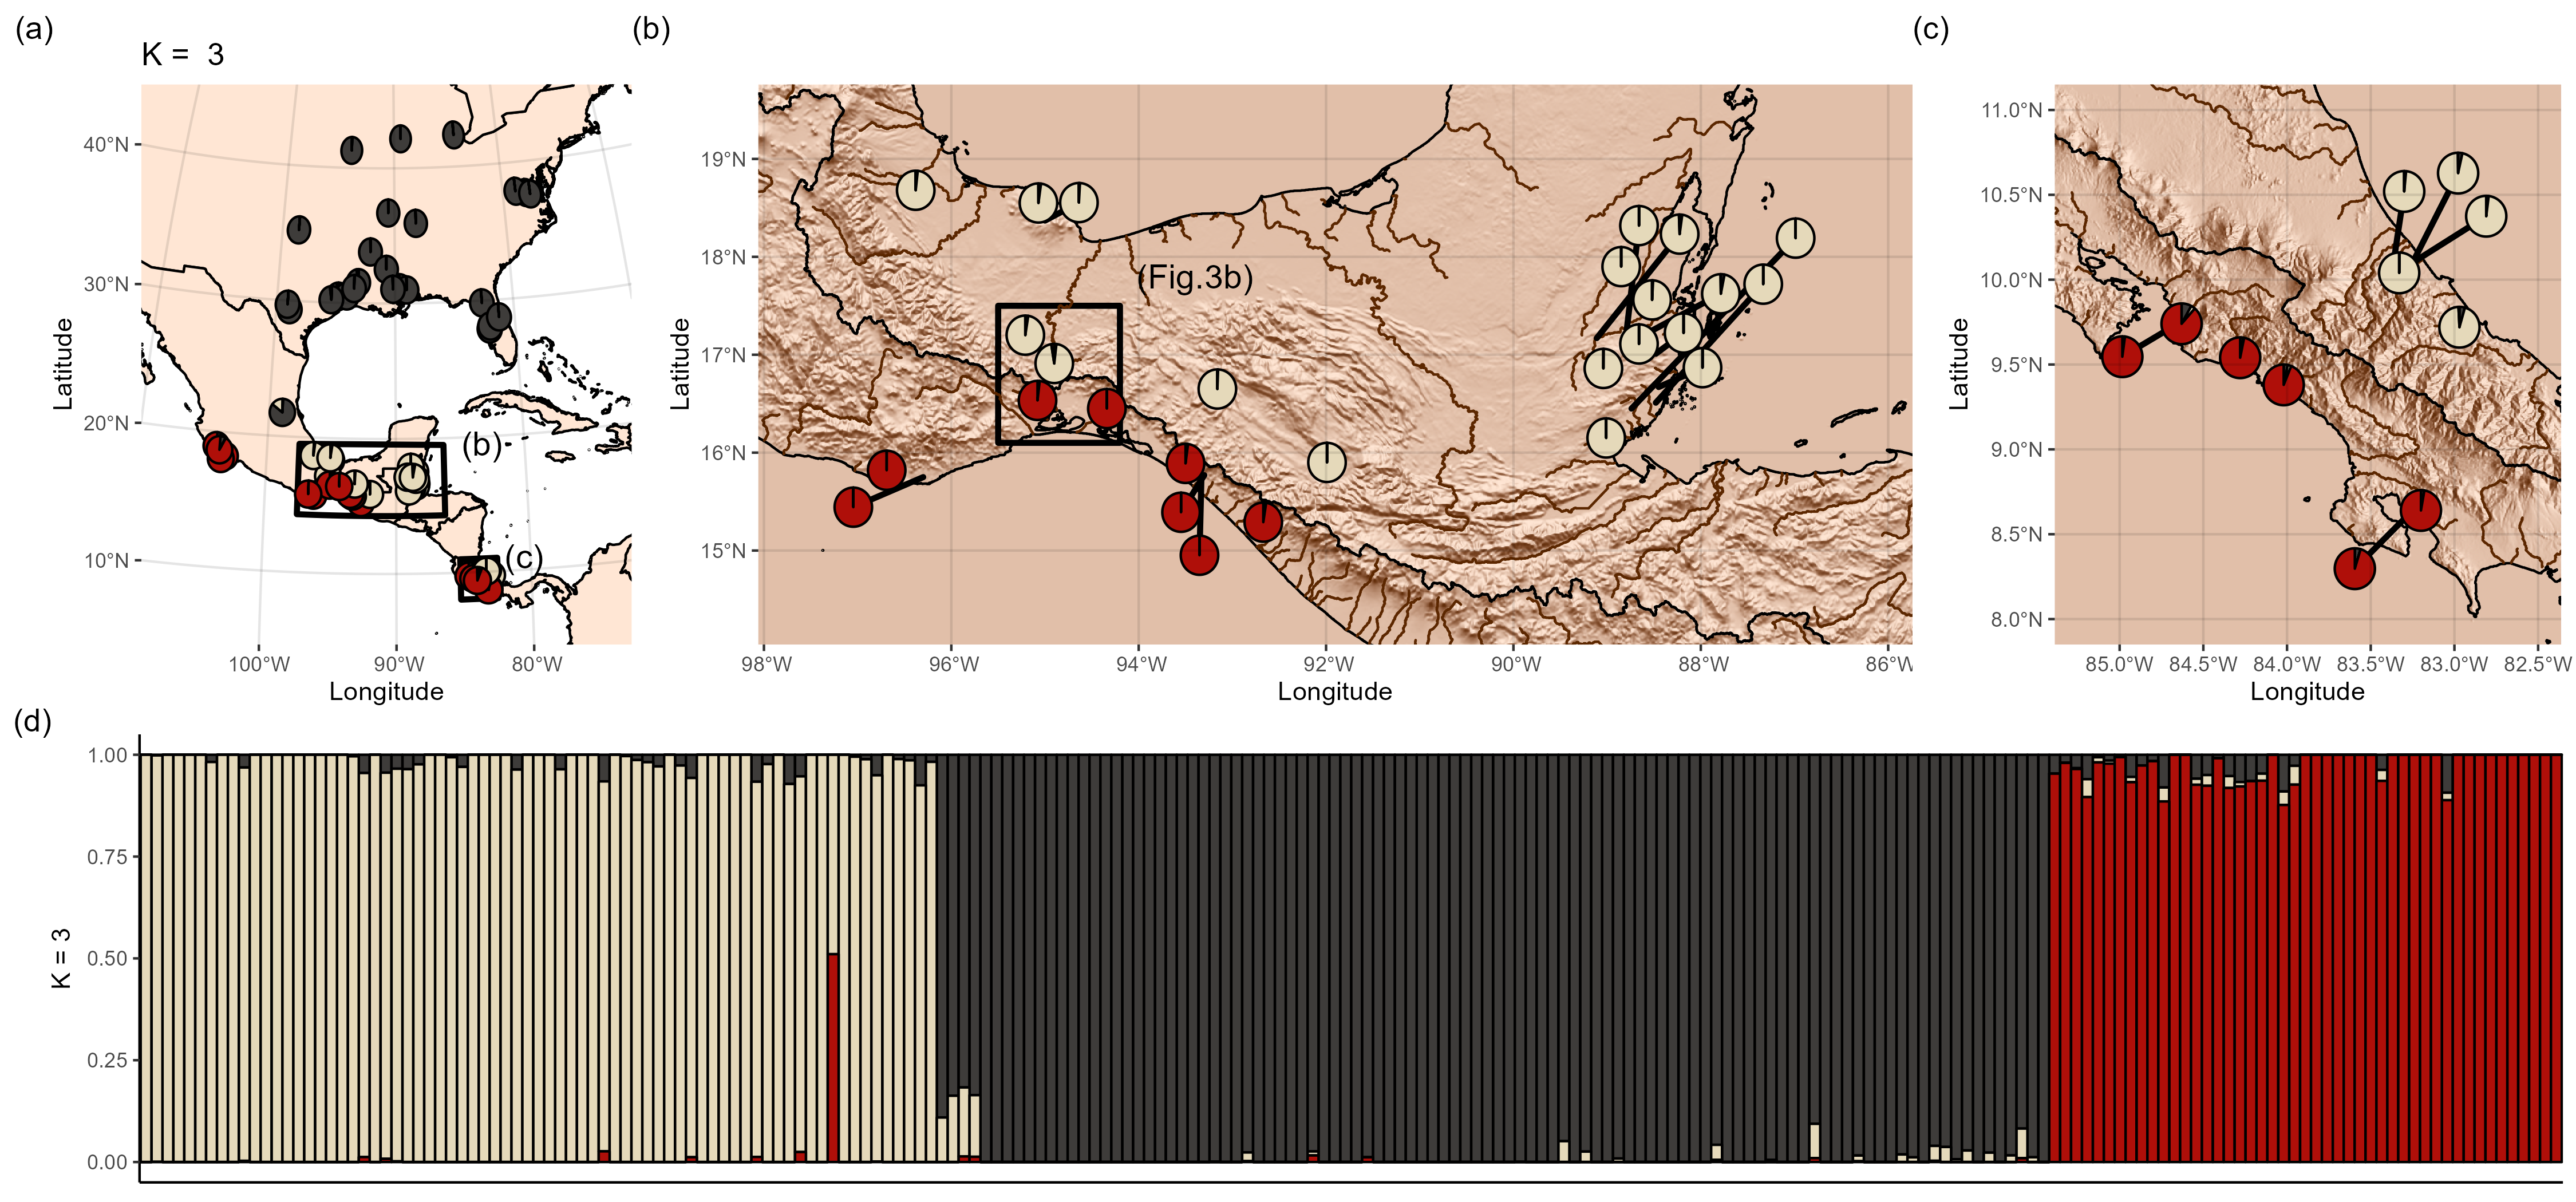 (a)
K = 3
40°N
30°N
20°N
10°N
Latitude
(b)
(c)
100°W 90°W 80°W
Longitude
(b)
19°N
18°N
17°N
16°N
15°N
Latitude
(Fig.3b)
98°W 96°W 94°W 92°W 90°W 88°W 86°W
Longitude
(c)
11.0°N
10.5°N
10.0°N
9.5°N
9.0°N
8.5°N
8.0°N
Latitude
85.0°W 84.5°W 84.0°W 83.5°W 83.0°W 82.5°W
Longitude
(d)
1.00
0.75
0.50
0.25
0.00
K = 3